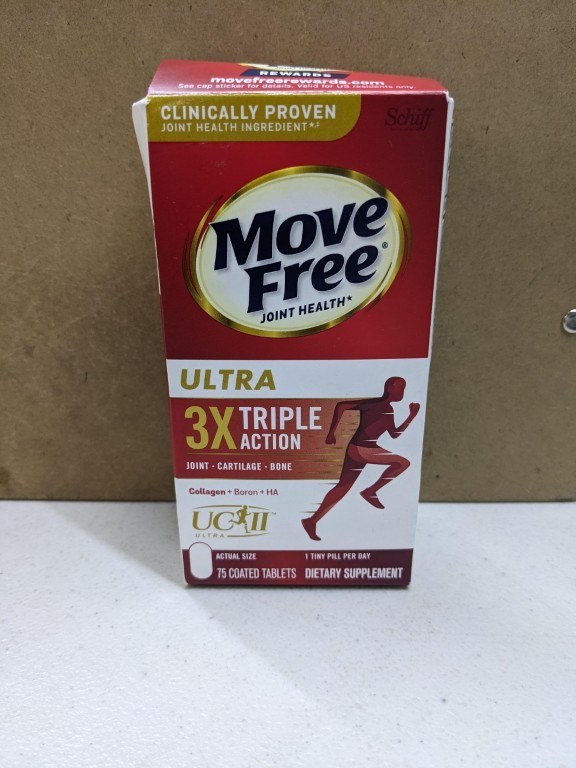 REWARDS
movefreerewards.com
See cap sticker for details. Valid for US residents only.
CLINICALLY PROVEN
JOINT HEALTH INGREDIENT*,‡
Schiff
Move
Free®
JOINT HEALTH*
ULTRA
3X TRIPLE
ACTION
JOINT • CARTILAGE • BONE
Collagen + Boron + HA
UC II™
ULTRA
ACTUAL SIZE
1 TINY PILL PER DAY
75 COATED TABLETS
DIETARY SUPPLEMENT